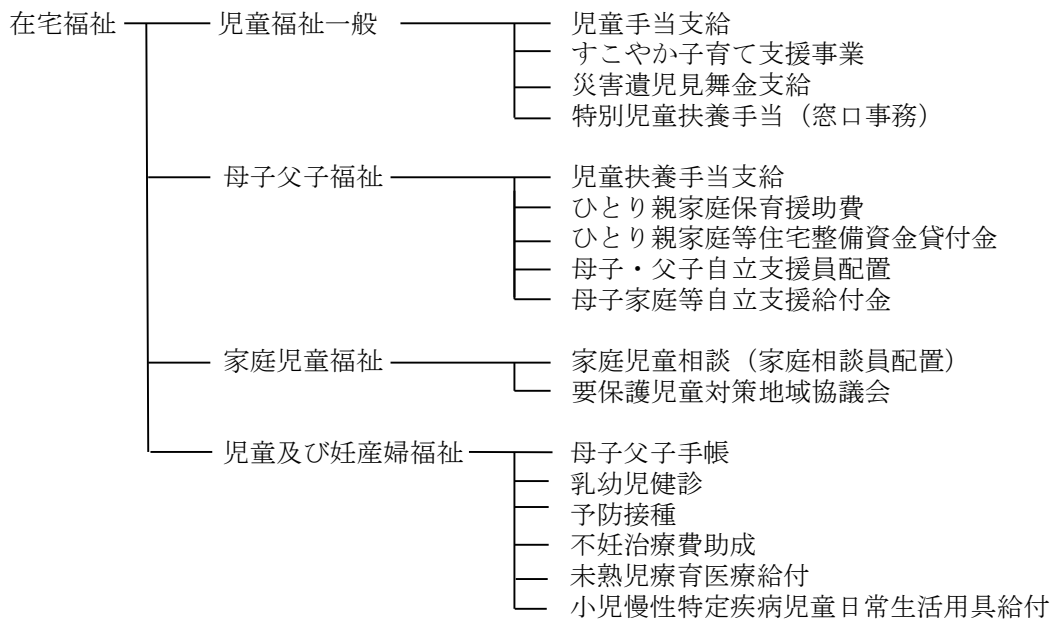 在宅福祉 児童福祉一般 児童手当支給
すこやか子育て支援事業
災害遺児見舞金支給
特別児童扶養手当（窓口事務）
母子父子福祉 児童扶養手当支給
ひとり親家庭保育援助費
ひとり親家庭等住宅整備資金貸付金
母子・父子自立支援員配置
母子家庭等自立支援給付金
家庭児童福祉 家庭児童相談（家庭相談員配置）
要保護児童対策地域協議会
児童及び妊産婦福祉 母子父子手帳
乳幼児健診
予防接種
不妊治療費助成
未熟児療育医療給付
小児慢性特定疾病児童日常生活用具給付